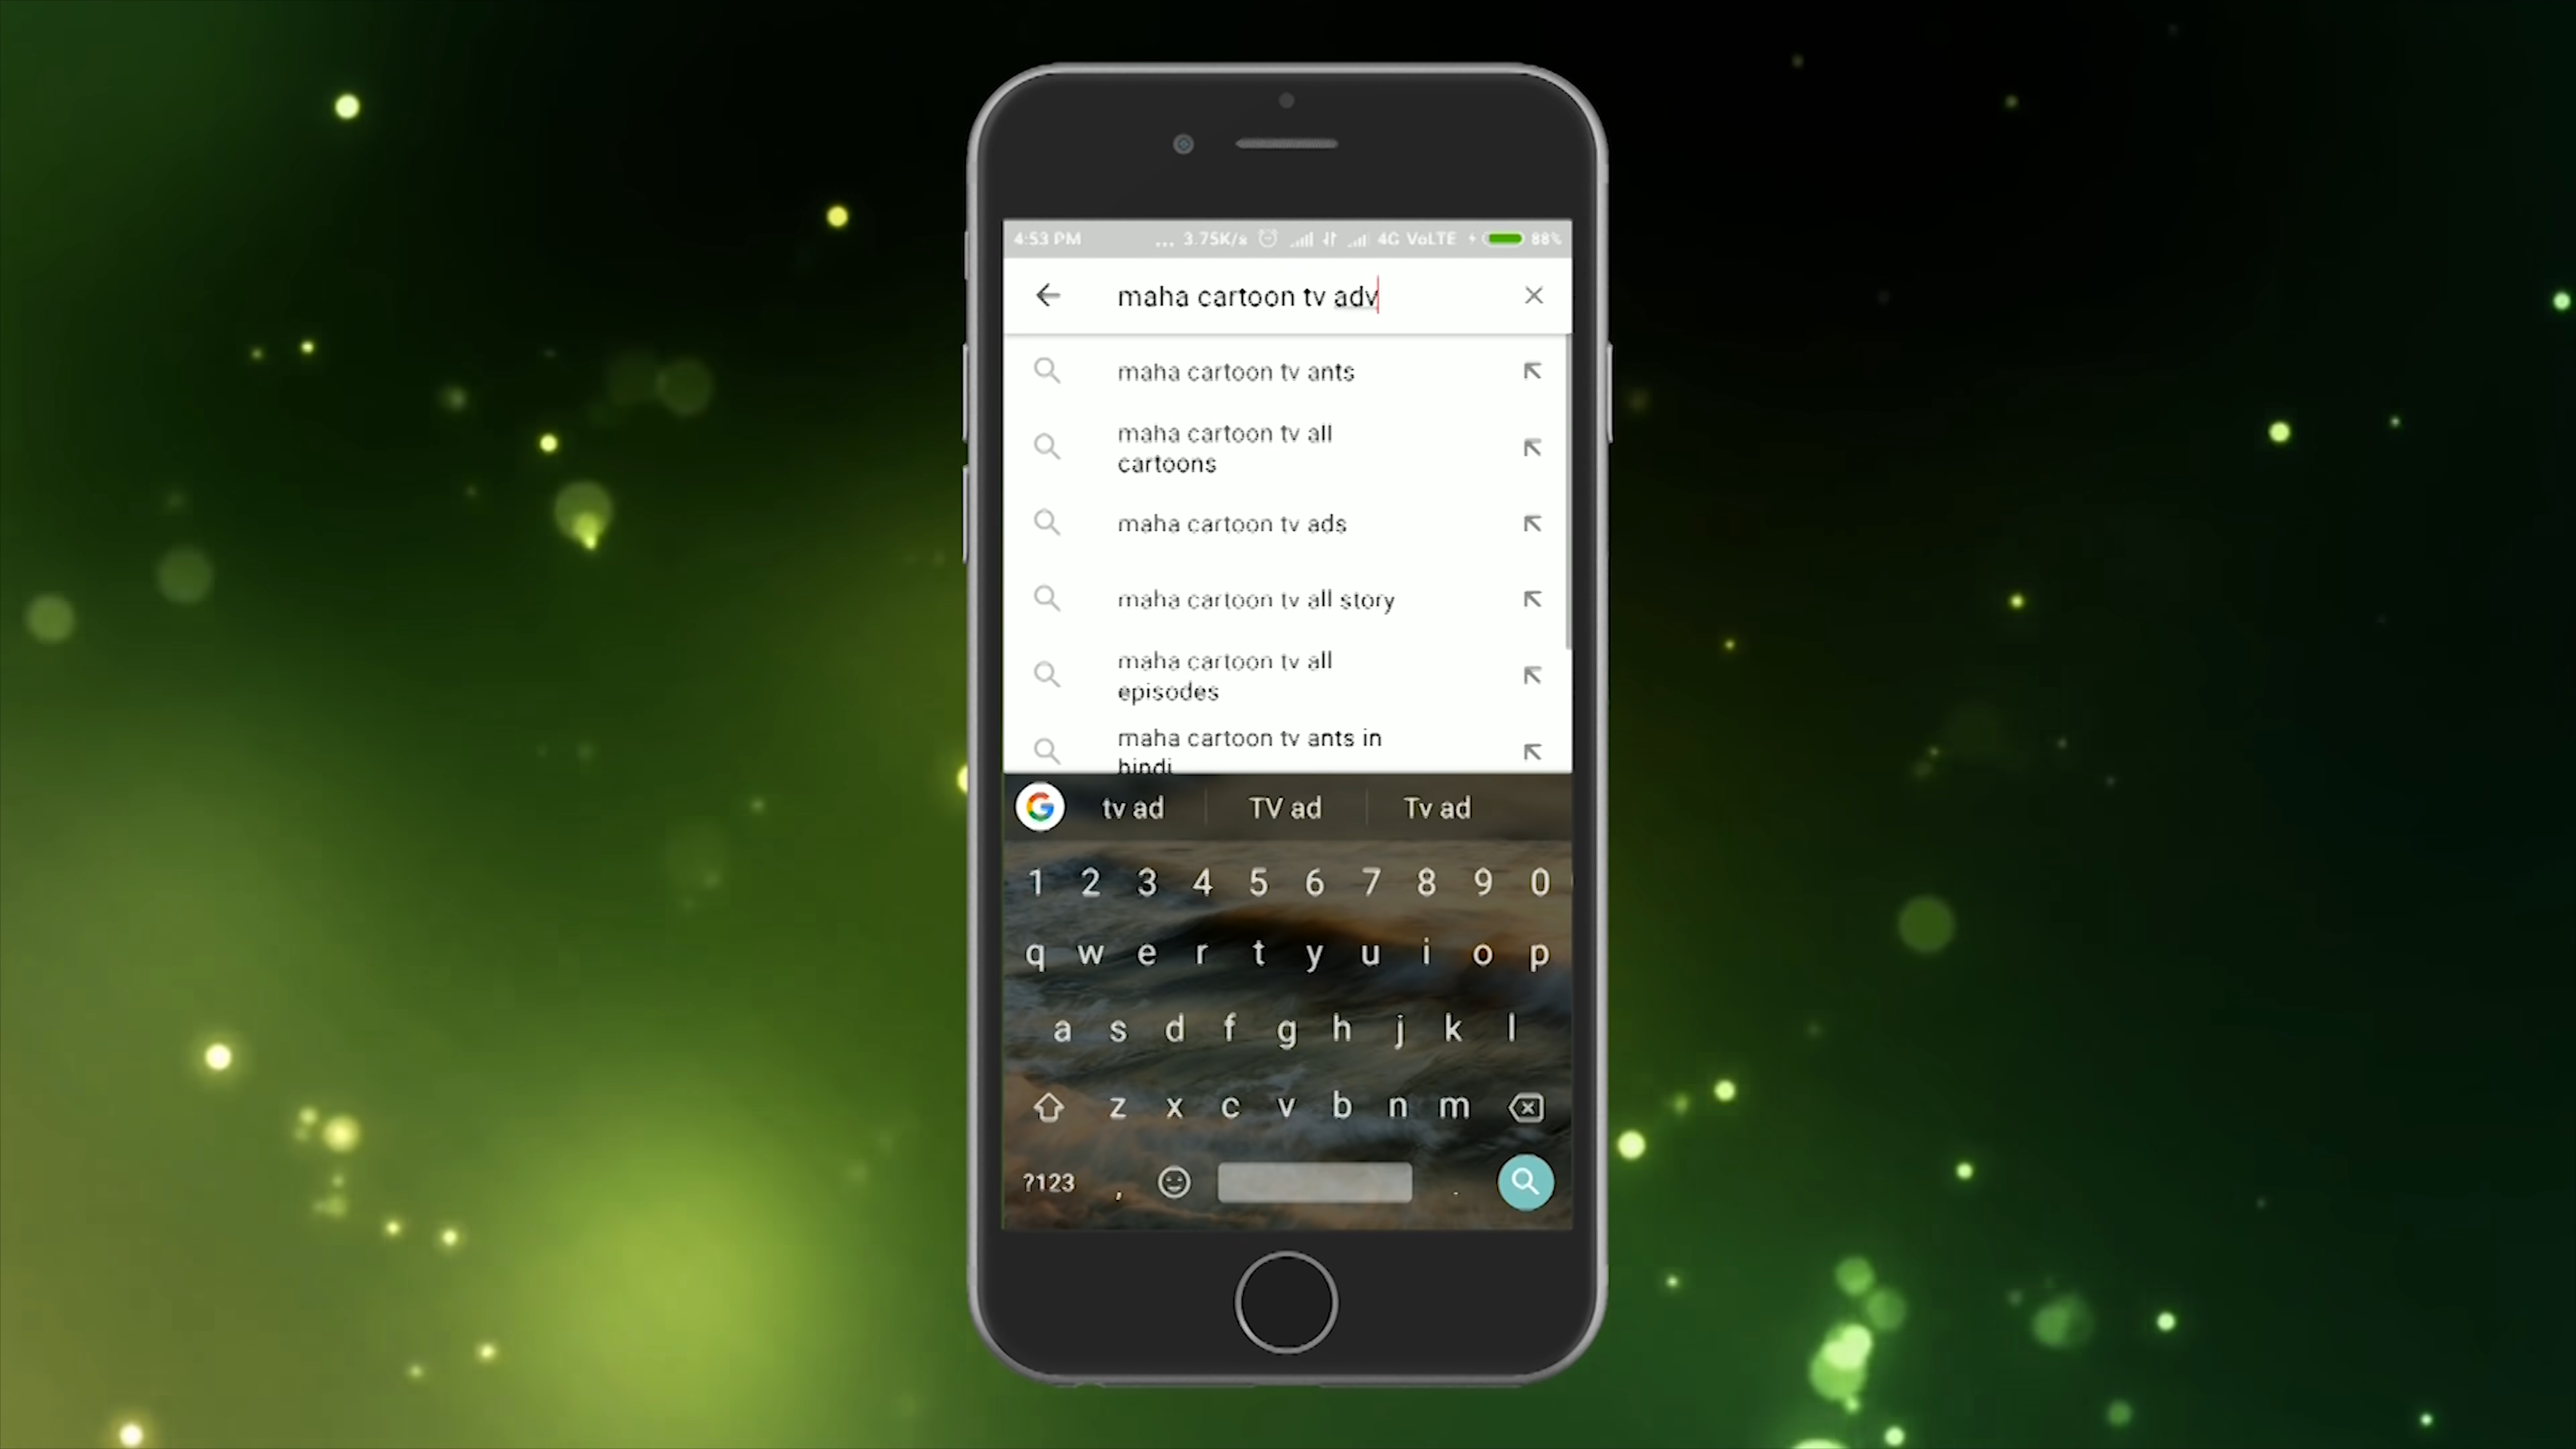 4:53 PM ... 3.75K/s 4G VoLTE 88%
maha cartoon tv adv
maha cartoon tv ants
maha cartoon tv all
cartoons
maha cartoon tv ads
maha cartoon tv all story
maha cartoon tv all
episodes
maha cartoon tv ants in
hindi
G tv ad TV ad Tv ad
1 2 3 4 5 6 7 8 9 0
q w e r t y u i o p
a s d f g h j k l
z x c v b n m
?123 , .